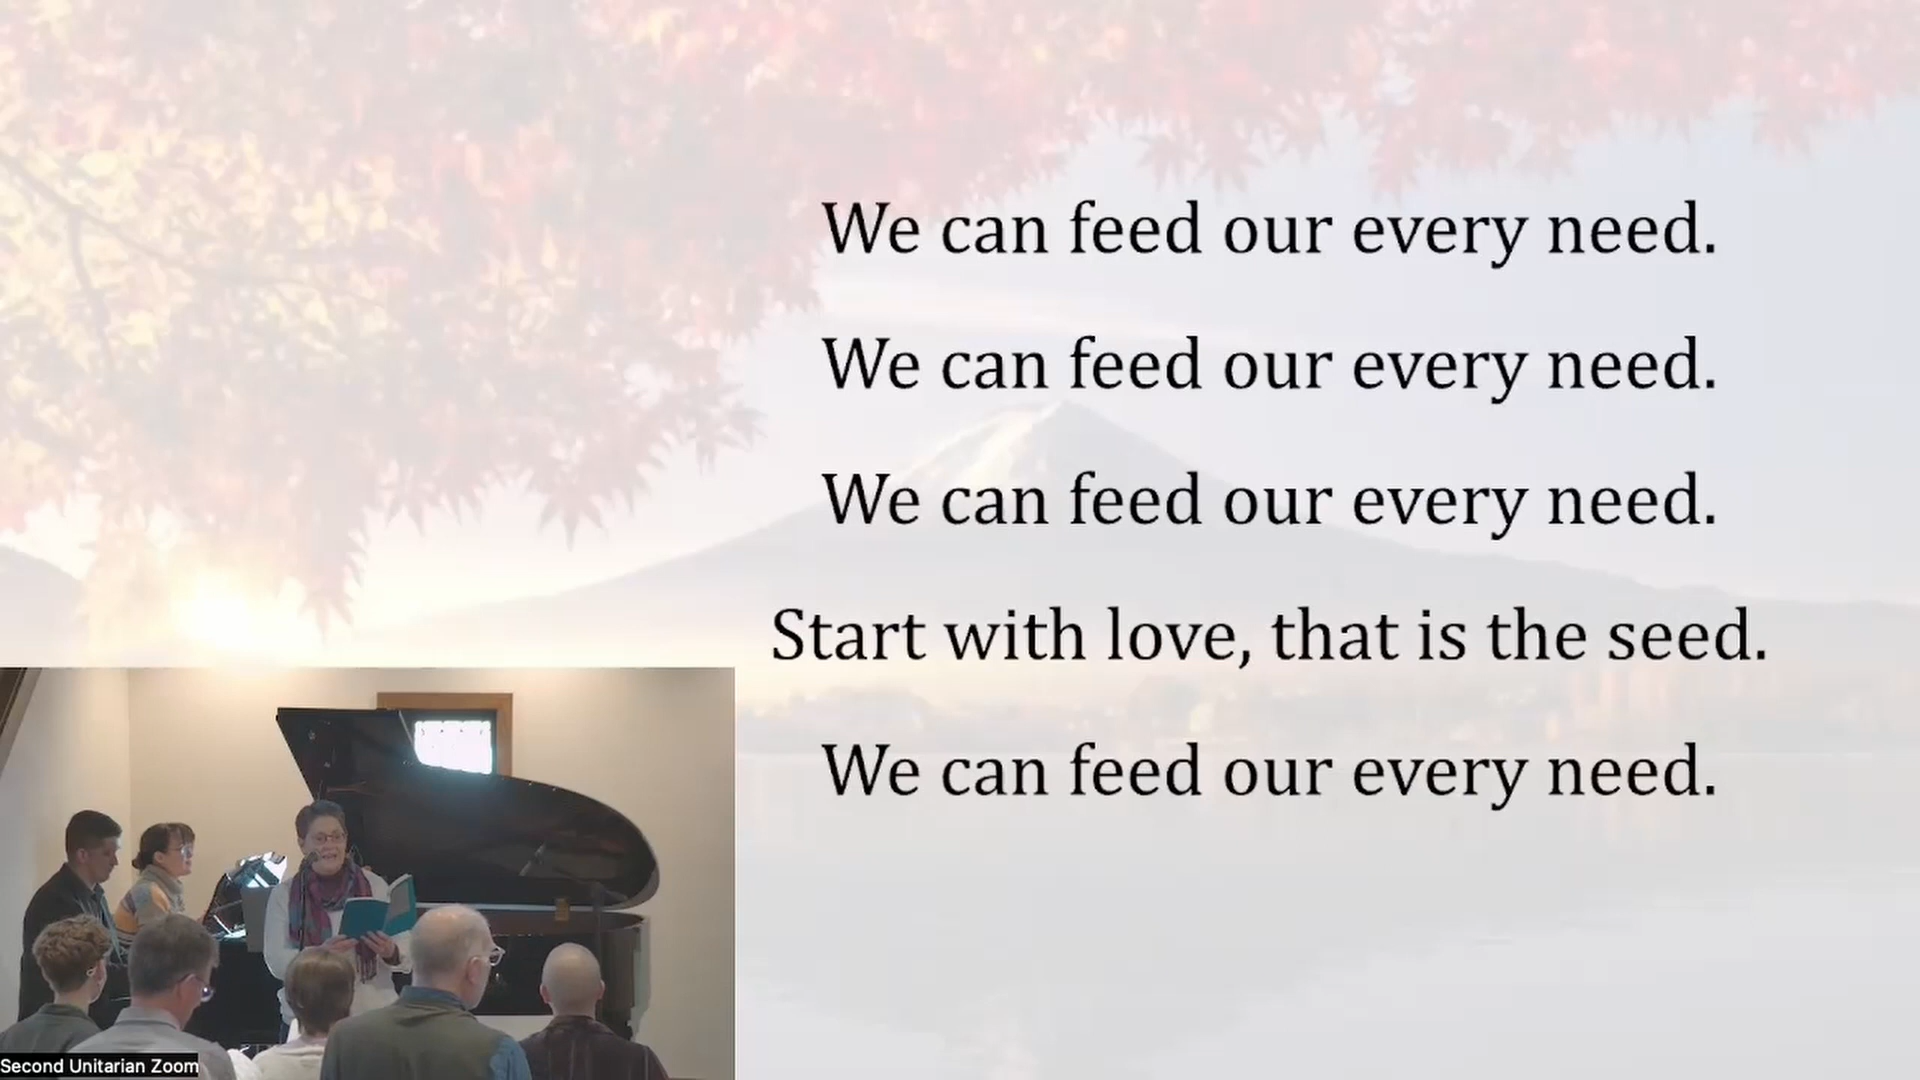 We can feed our every need.
We can feed our every need.
We can feed our every need.
Start with love, that is the seed.
We can feed our every need.
Second Unitarian Zoom